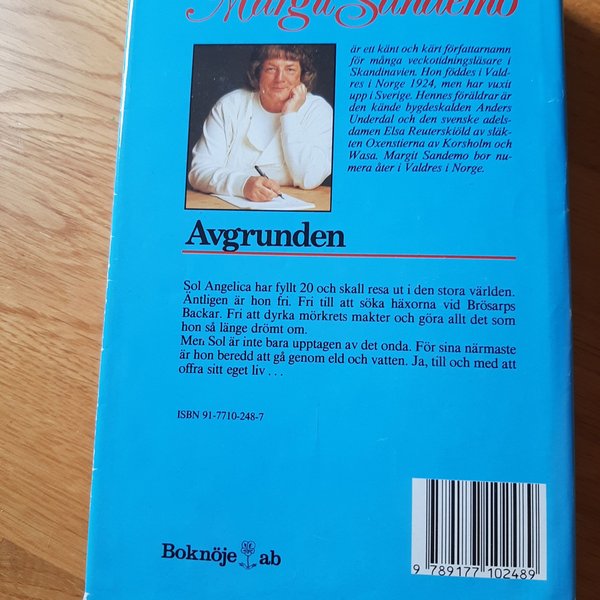 Margit Sandemo
är ett känt och kärt författarnamn
för många veckotidningsläsare i
Skandinavien. Hon föddes i Vald-
res i Norge 1924, men har vuxit
upp i Sverige. Hennes föräldrar är
den kände bygdeskalden Anders
Underdal och den svenske adels-
damen Elsa Reuterskiöld av släk-
ten Oxenstierna av Korsholm och
Wasa. Margit Sandemo bor nu-
mera åter i Valdres i Norge.
Avgrunden
Sol Angelica har fyllt 20 och skall resa ut i den stora världen.
Äntligen är hon fri. Fri till att söka häxorna vid Brösarps
Backar. Fri att dyrka mörkrets makter och göra allt det som
hon så länge drömt om.
Men Sol är inte bara upptagen av det onda. För sina närmaste
är hon beredd att gå genom eld och vatten. Ja, till och med att
offra sitt eget liv . . .
ISBN 91-7710-248-7
Boknöje ab
9 789177 102489